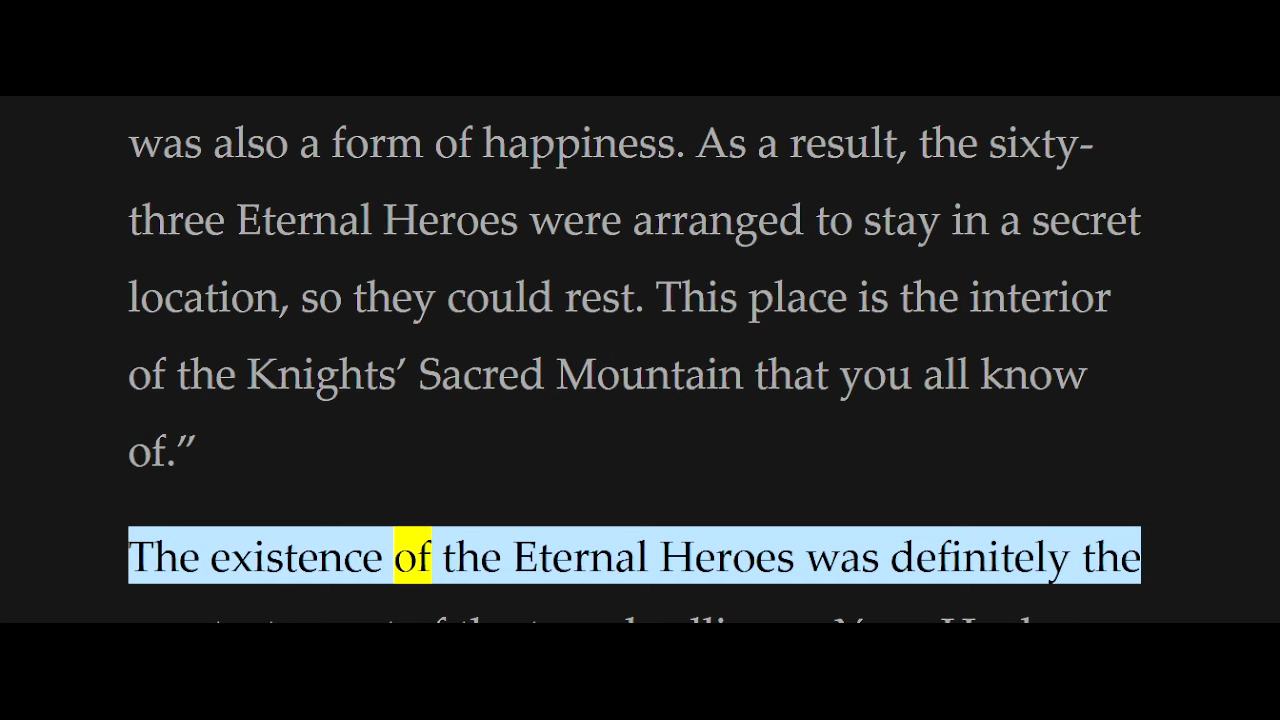 was also a form of happiness. As a result, the sixty-
three Eternal Heroes were arranged to stay in a secret
location, so they could rest. This place is the interior
of the Knights’ Sacred Mountain that you all know
of.”
The existence of the Eternal Heroes was definitely the